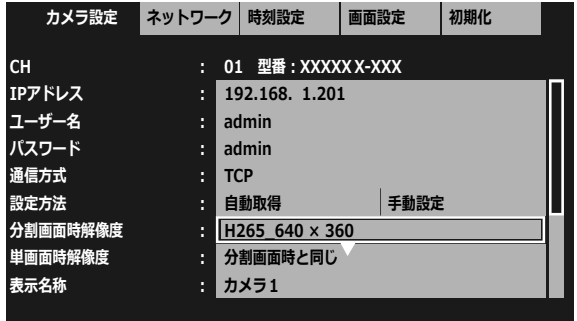 カメラ設定 ネットワーク 時刻設定 画面設定 初期化
CH : 01 型番 : XXXXX X-XXX
IPアドレス : 192.168. 1.201
ユーザー名 : admin
パスワード : admin
通信方式 : TCP
設定方法 : 自動取得 手動設定
分割画面時解像度 : H265_640 × 360
単画面時解像度 : 分割画面時と同じ
表示名称 : カメラ1